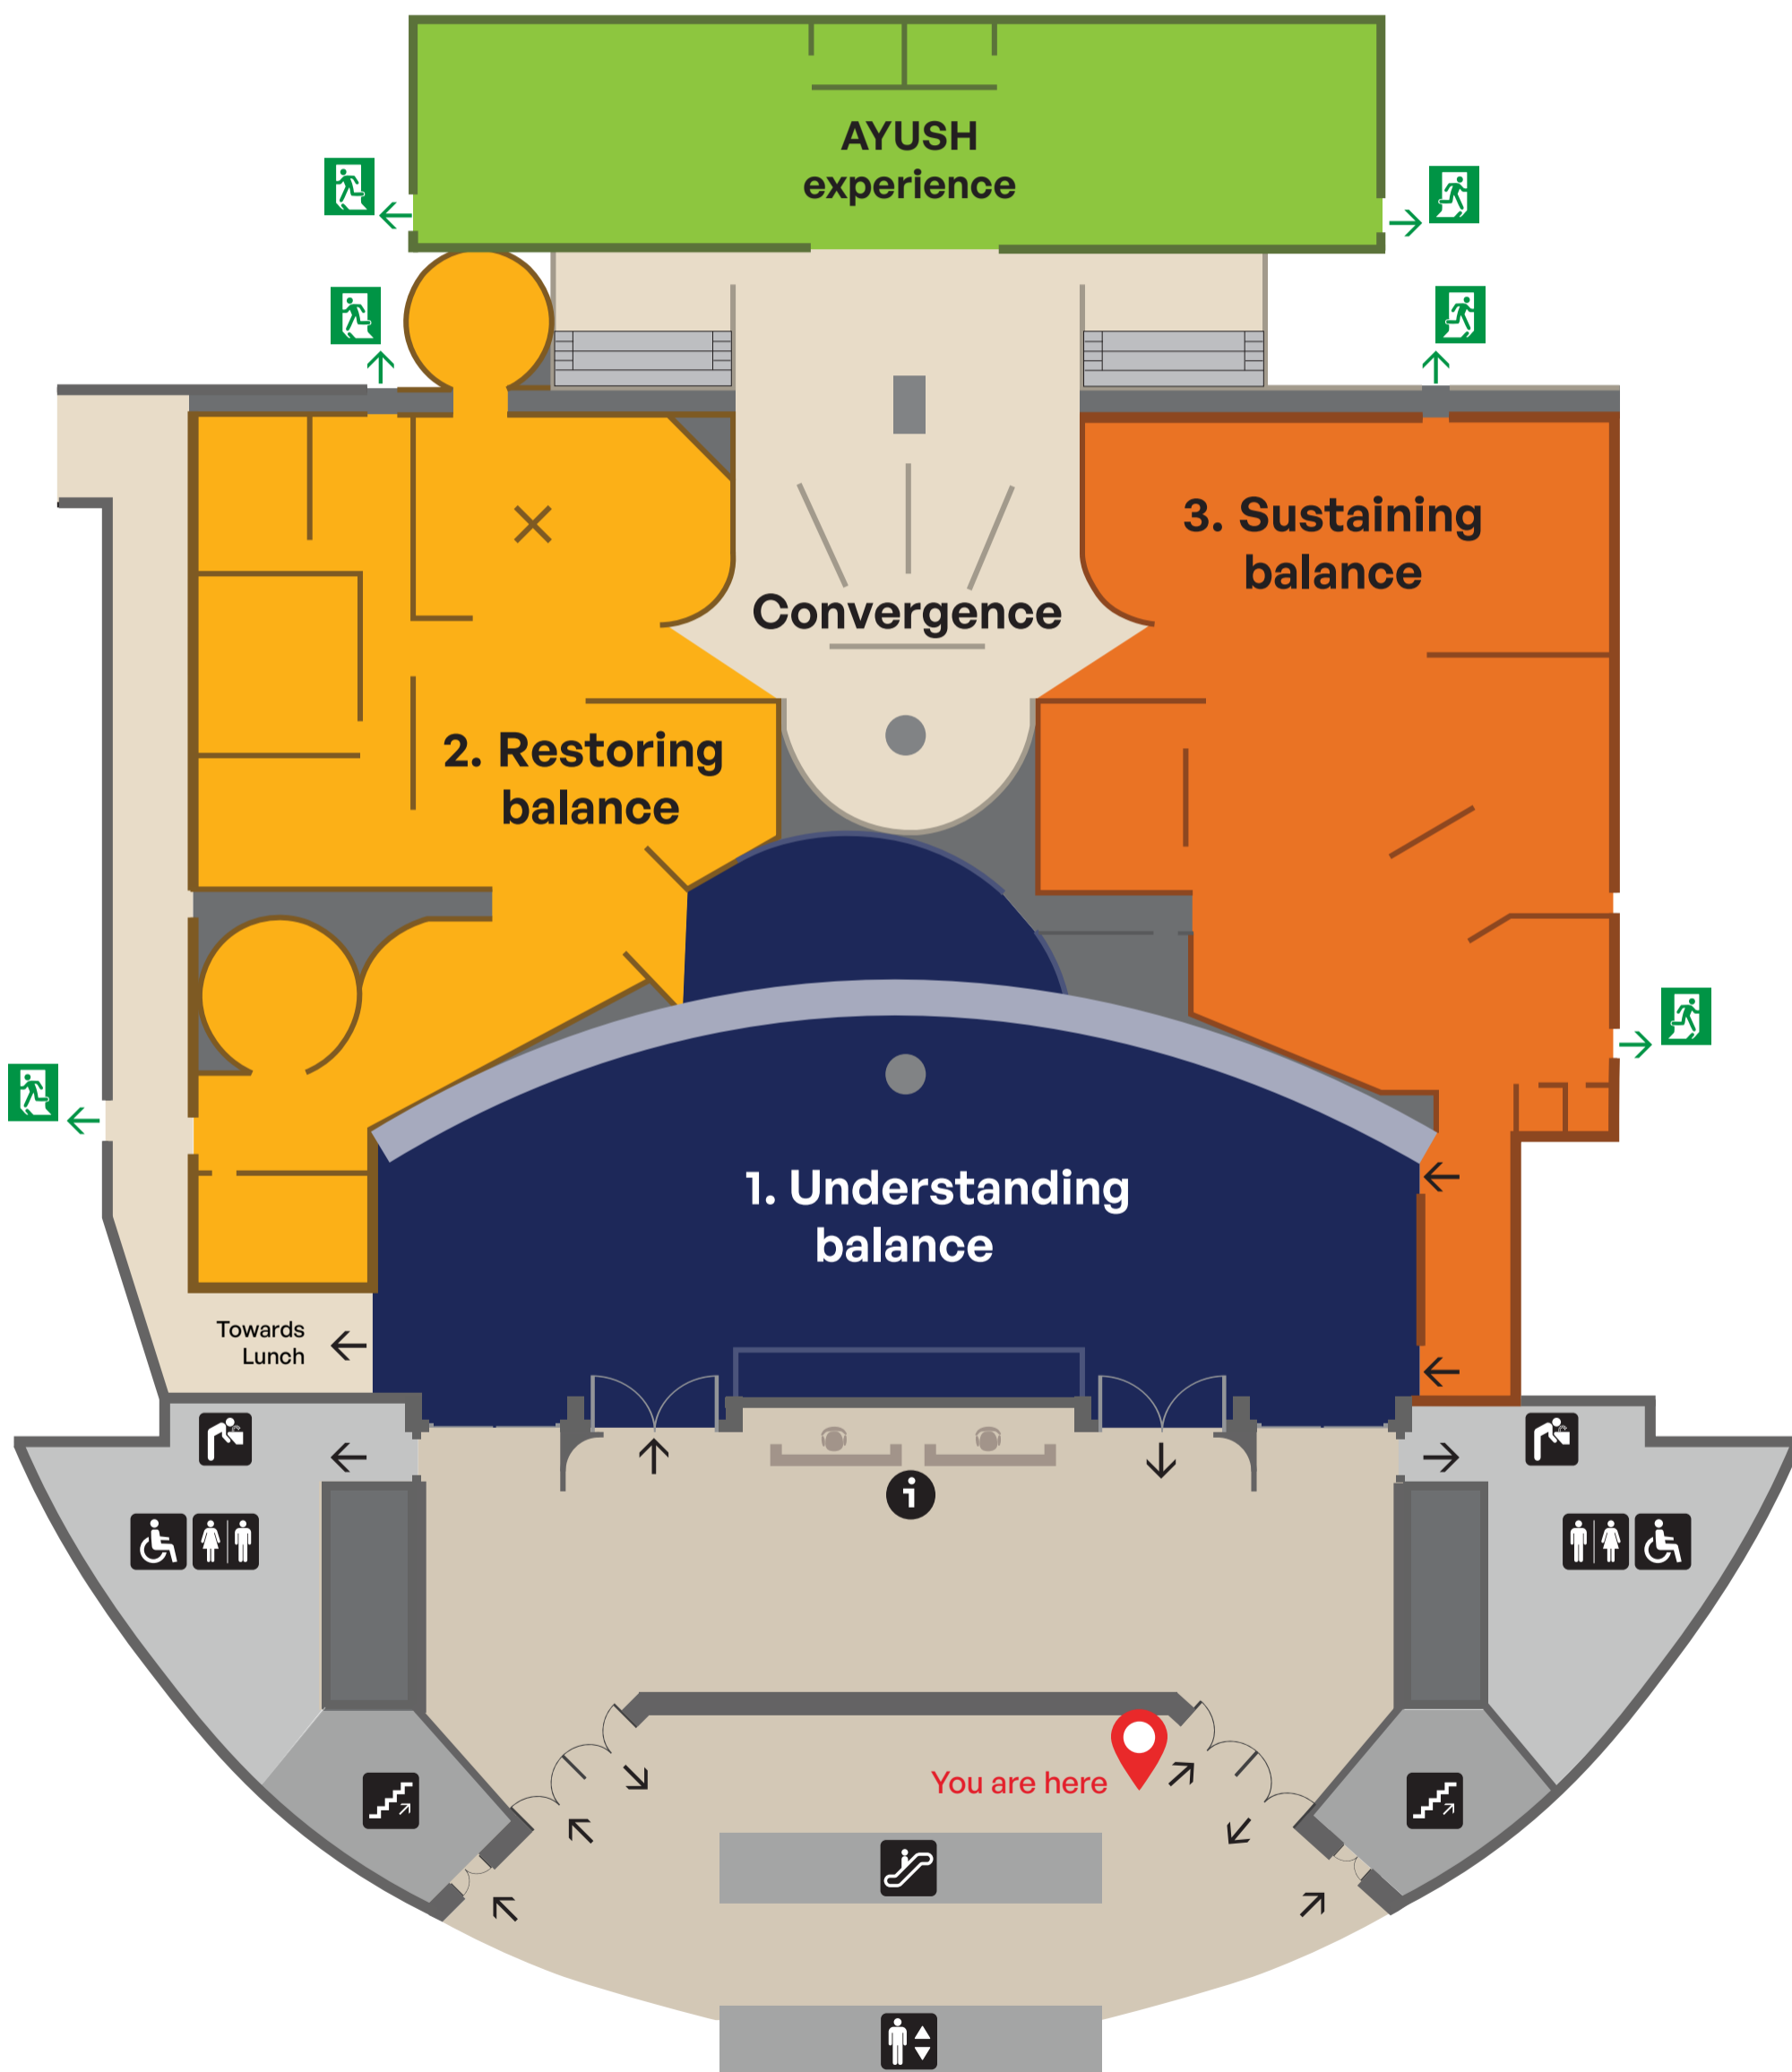 AYUSH
experience
3. Sustaining
balance
Convergence
2. Restoring
balance
1. Understanding
balance
Towards
Lunch
i
You are here